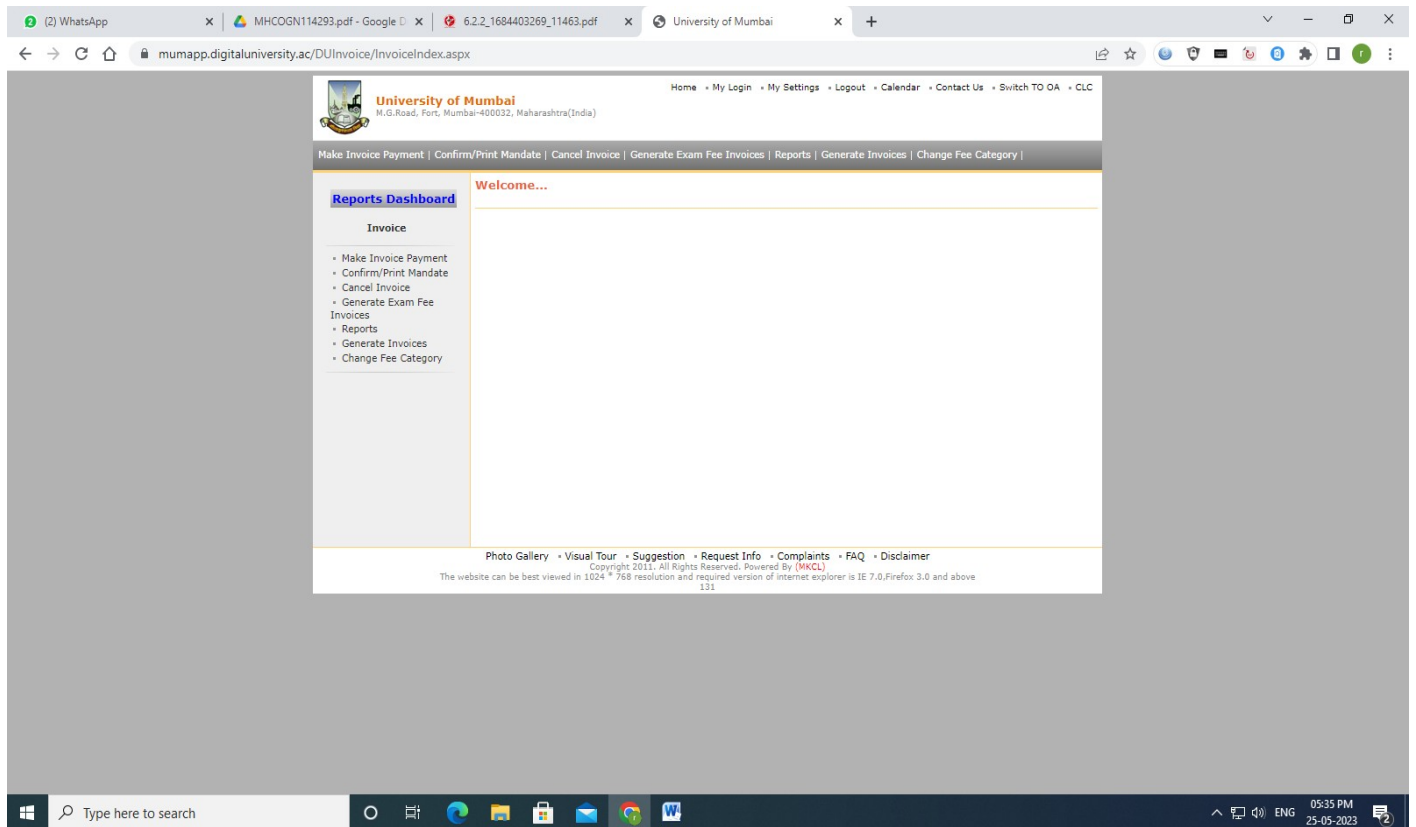 2 (2) WhatsApp
MHCOGN114293.pdf - Google D
6.2.2_1684403269_11463.pdf
University of Mumbai
mumapp.digitaluniversity.ac/DUInvoice/InvoiceIndex.aspx
Home My Login My Settings Logout Calendar Contact Us Switch TO OA CLC
University of Mumbai
M.G.Road, Fort, Mumbai-400032, Maharashtra(India)
Make Invoice Payment | Confirm/Print Mandate | Cancel Invoice | Generate Exam Fee Invoices | Reports | Generate Invoices | Change Fee Category |
Reports Dashboard
Invoice
Make Invoice Payment
Confirm/Print Mandate
Cancel Invoice
Generate Exam Fee
Invoices
Reports
Generate Invoices
Change Fee Category
Welcome...
Photo Gallery Visual Tour Suggestion Request Info Complaints FAQ Disclaimer
Copyright 2011. All Rights Reserved. Powered By (MKCL)
The website can be best viewed in 1024 * 768 resolution and required version of internet explorer is IE 7.0,Firefox 3.0 and above
131
Type here to search
ENG
05:35 PM
25-05-2023
2